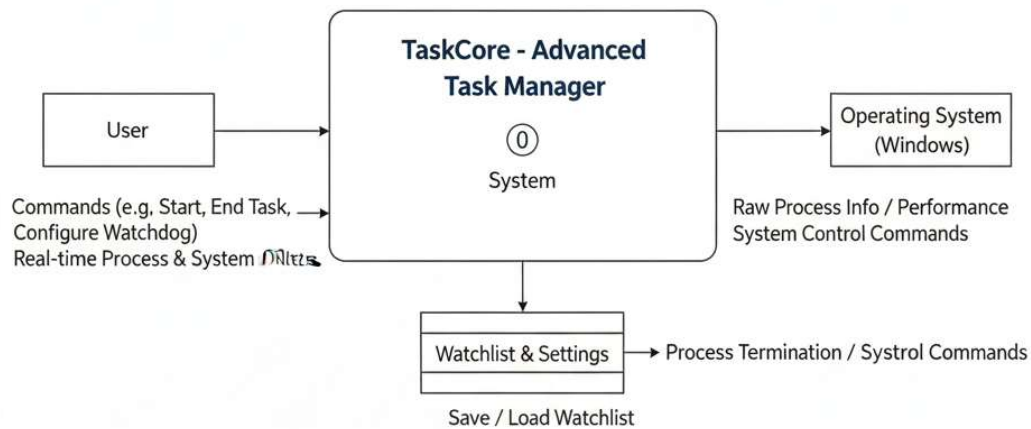 TaskCore - Advanced
Task Manager
0
System
User
Operating System
(Windows)
Commands (e.g, Start, End Task,
Configure Watchdog)
Real-time Process & System
Raw Process Info / Performance
System Control Commands
Watchlist & Settings
Process Termination / Systrol Commands
Save / Load Watchlist